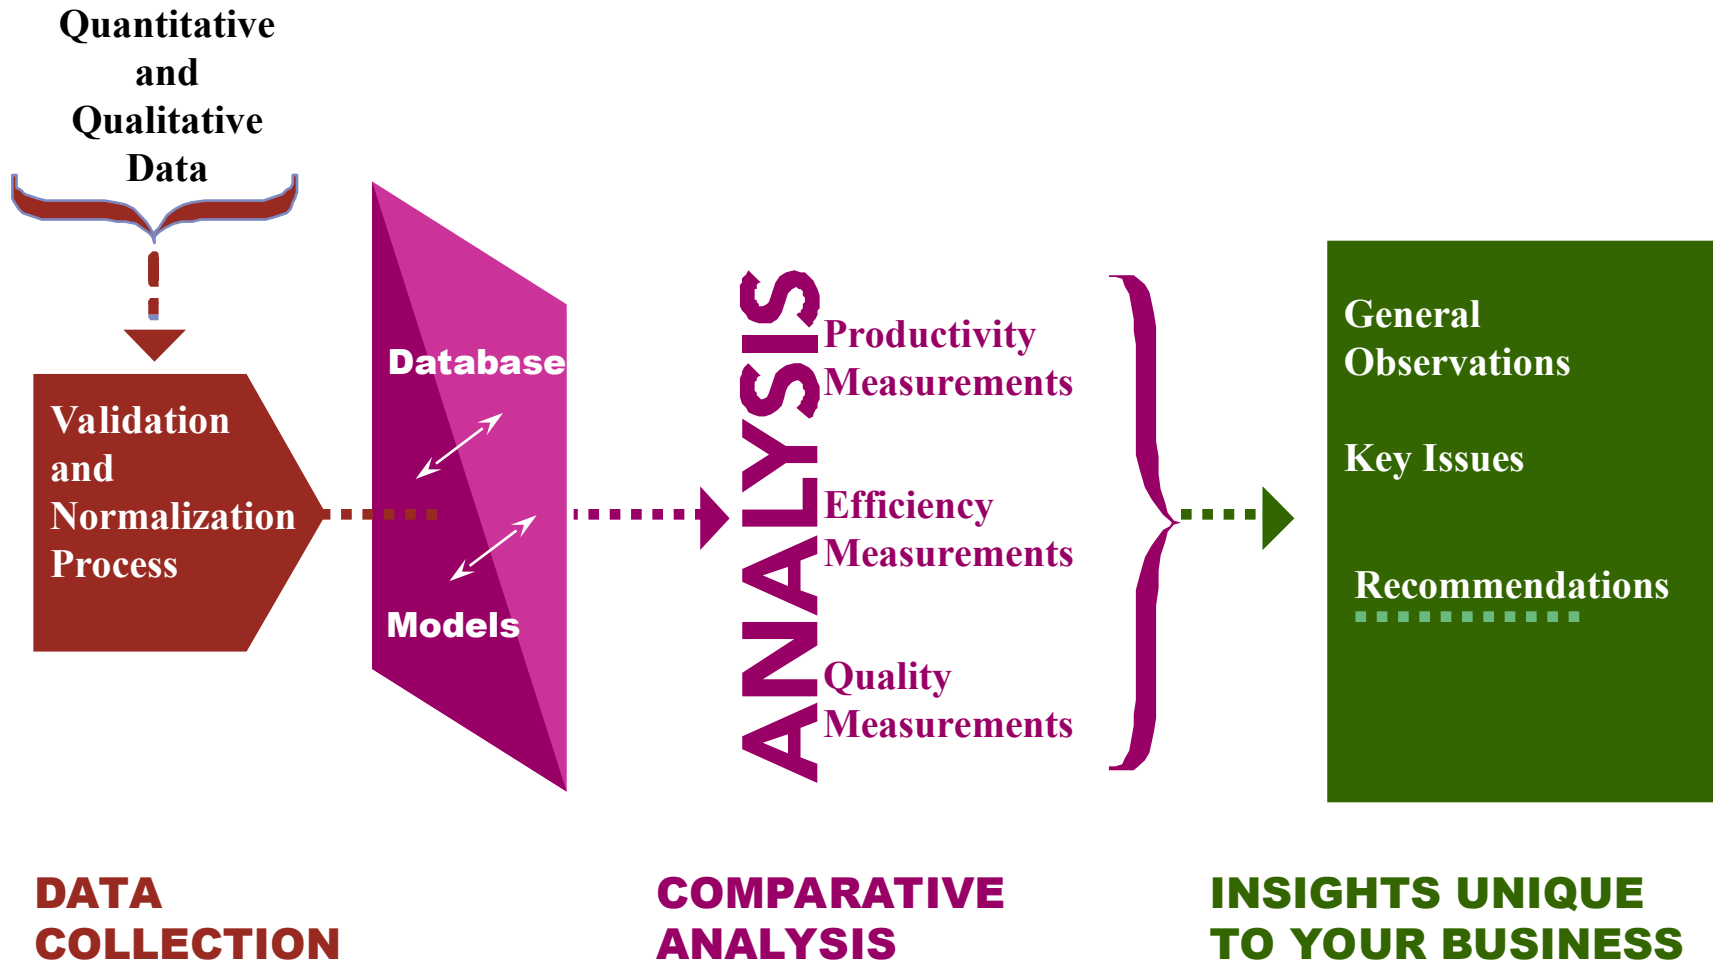 Quantitative
and
Qualitative
Data
Validation
and
Normalization
Process
Database
Models
ANALYSIS
Productivity
Measurements
Efficiency
Measurements
Quality
Measurements
General
Observations
Key Issues
Recommendations
DATA
COLLECTION
COMPARATIVE
ANALYSIS
INSIGHTS UNIQUE
TO YOUR BUSINESS